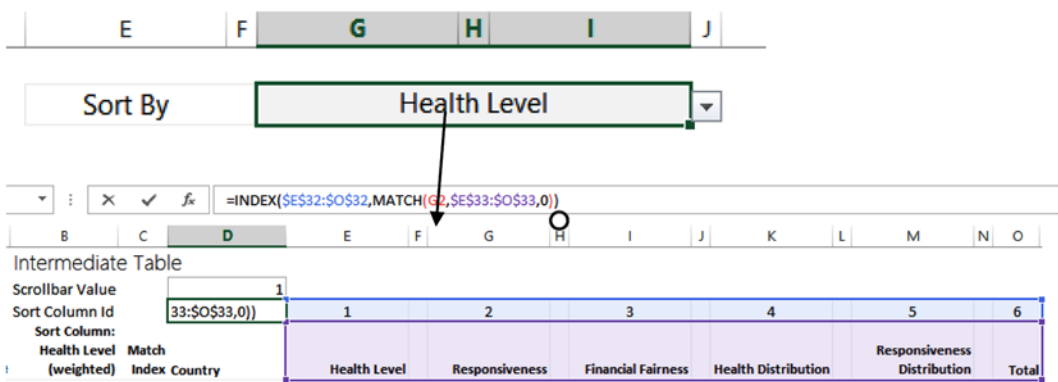 E F G H I J
Sort By Health Level
fx =INDEX($E$32:$O$32,MATCH(G2,$E$33:$O$33,0))
B C D E F G H I J K L M N O
Intermediate Table
Scrollbar Value 1
Sort Column Id 33:$O$33,0)) 1 2 3 4 5 6
Sort Column:
Health Level Match Responsiveness
(weighted) Index Country Health Level Responsiveness Financial Fairness Health Distribution Distribution Total